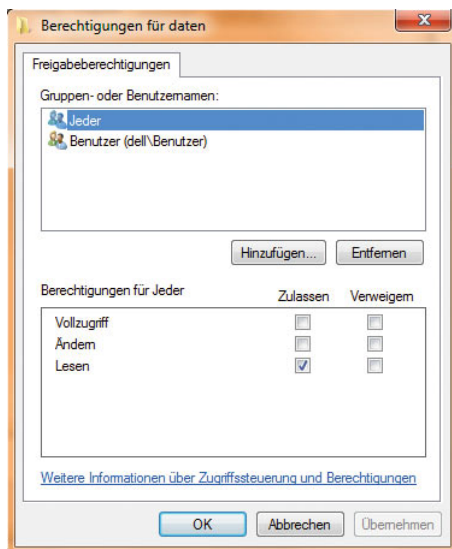 Berechtigungen für daten
Freigabeberechtigungen
Gruppen- oder Benutzernamen:
Jeder
Benutzer (dell\Benutzer)
Hinzufügen... Entfernen
Berechtigungen für Jeder Zulassen Verweigern
Vollzugriff
Ändern
Lesen
Weitere Informationen über Zugriffssteuerung und Berechtigungen
OK Abbrechen Übernehmen